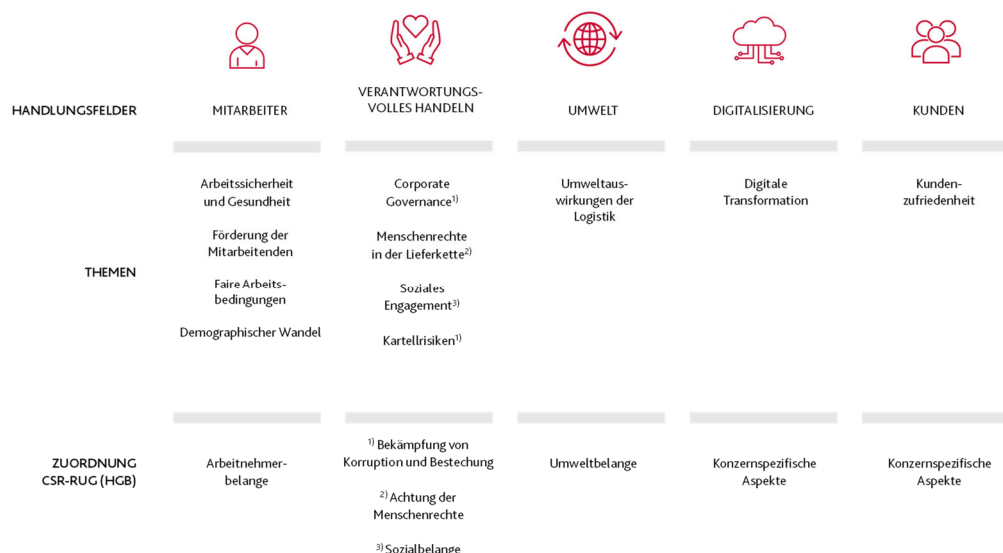 HANDLUNGSFELDER
MITARBEITER
VERANTWORTUNGS-
VOLLES HANDELN
UMWELT
DIGITALISIERUNG
KUNDEN
THEMEN
Arbeitssicherheit
und Gesundheit
Förderung der
Mitarbeitenden
Faire Arbeits-
bedingungen
Demographischer Wandel
Corporate
Governance1)
Menschenrechte
in der Lieferkette2)
Soziales
Engagement3)
Kartellrisiken1)
Umweltaus-
wirkungen der
Logistik
Digitale
Transformation
Kunden-
zufriedenheit
ZUORDNUNG
CSR-RUG (HGB)
Arbeitnehmer-
belange
1) Bekämpfung von
Korruption und Bestechung
2) Achtung der
Menschenrechte
3) Sozialbelange
Umweltbelange
Konzernspezifische
Aspekte
Konzernspezifische
Aspekte